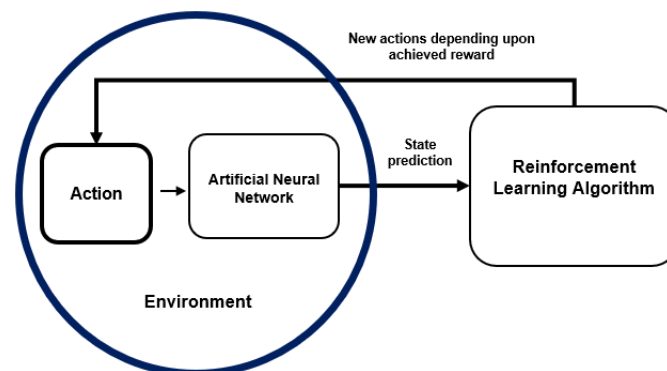 New actions depending upon
achieved reward
State
prediction
Action
Artificial Neural
Network
Reinforcement
Learning Algorithm
Environment